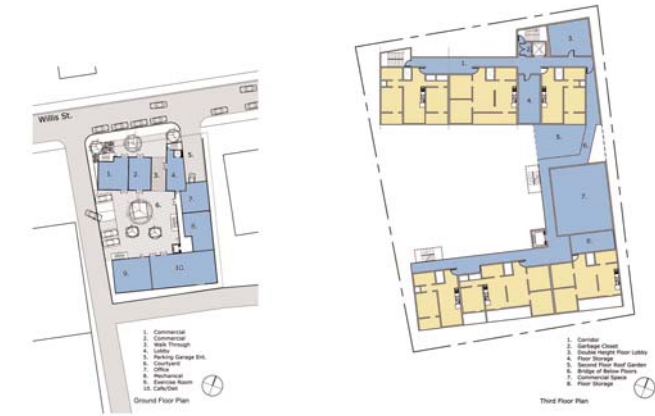 Willis St.
1.
2.
3.
4.
5.
6.
7.
8.
9.
10.
1. Commercial
2. Commercial
3. Walk Through
4. Lobby
5. Parking Garage Ent.
6. Courtyard
7. Office
8. Mechanical
9. Exercise Room
10. Cafe/Deli
Ground Floor Plan
1.
2.
3.
4.
5.
6.
7.
8.
1. Corridor
2. Garbage Closet
3. Double Height Floor Lobby
4. Floor Storage
5. Second Floor Roof Garden
6. Bridge of Below Floors
7. Commercial Space
8. Floor Storage
Third Floor Plan